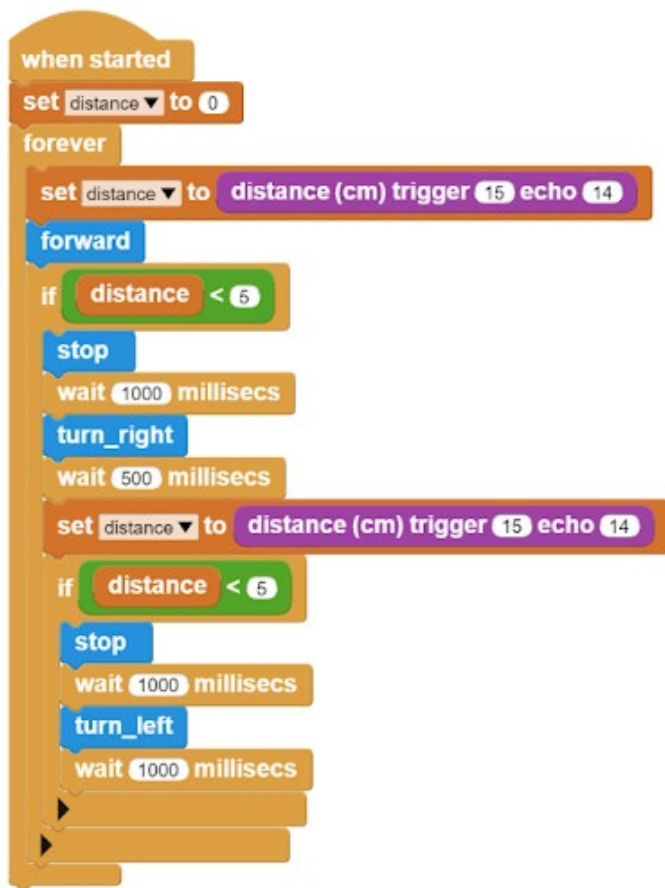 when started
set distance to 0
forever
set distance to distance (cm) trigger 15 echo 14
forward
if distance < 5
stop
wait 1000 millisecs
turn_right
wait 500 millisecs
set distance to distance (cm) trigger 15 echo 14
if distance < 5
stop
wait 1000 millisecs
turn_left
wait 1000 millisecs